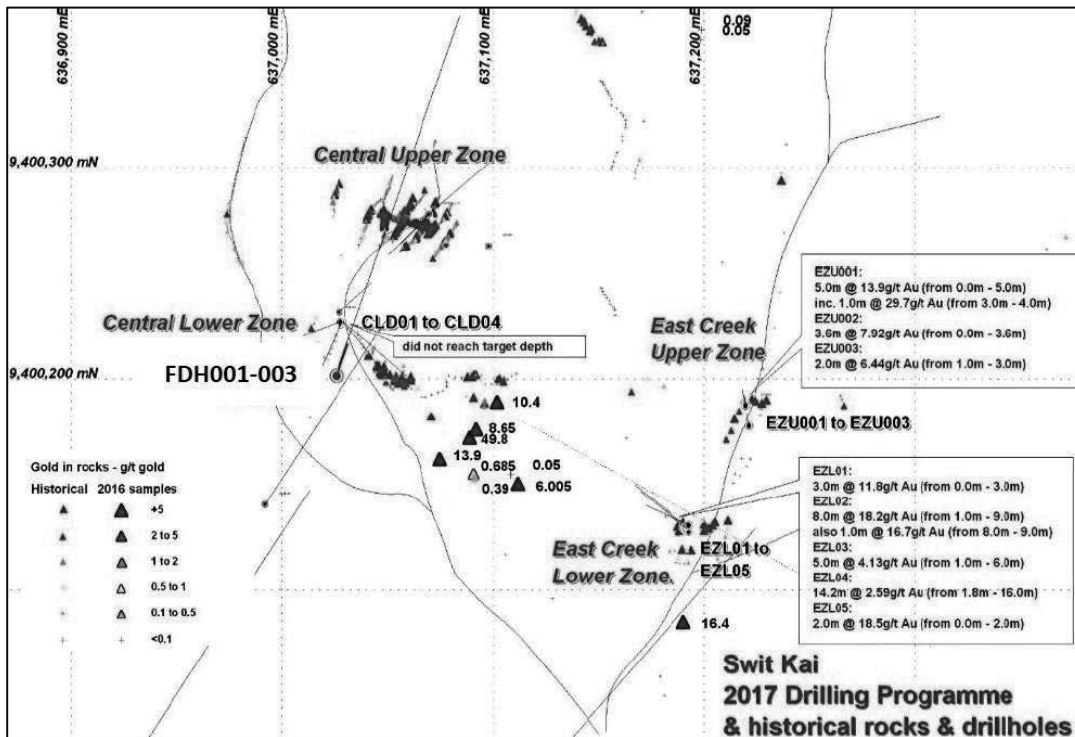 636,900 mE
637,000 mE
637,100 mE
637,200 mE
0.09
0.05
9,400,300 mN
Central Upper Zone
EZU001:
5.0m @ 13.9g/t Au (from 0.0m - 5.0m)
inc. 1.0m @ 29.7g/t Au (from 3.0m - 4.0m)
EZU002:
3.6m @ 7.92g/t Au (from 0.0m - 3.6m)
EZU003:
2.0m @ 6.44g/t Au (from 1.0m - 3.0m)
Central Lower Zone
CLD01 to CLD04
did not reach target depth
East Creek
Upper Zone
9,400,200 mN
FDH001-003
10.4
EZU001 to EZU003
8.65
49.8
13.9
0.685
0.05
0.39
6.005
Gold in rocks - g/t gold
Historical 2016 samples
+5
2 to 5
1 to 2
0.5 to 1
0.1 to 0.5
<0.1
EZL01:
3.0m @ 11.8g/t Au (from 0.0m - 3.0m)
EZL02:
8.0m @ 18.2g/t Au (from 1.0m - 9.0m)
also 1.0m @ 16.7g/t Au (from 8.0m - 9.0m)
EZL03:
5.0m @ 4.13g/t Au (from 1.0m - 6.0m)
EZL04:
14.2m @ 2.59g/t Au (from 1.8m - 16.0m)
EZL05:
2.0m @ 18.5g/t Au (from 0.0m - 2.0m)
East Creek
Lower Zone.
EZL01 to
EZL05
16.4
Swit Kai
2017 Drilling Programme
& historical rocks & drillholes